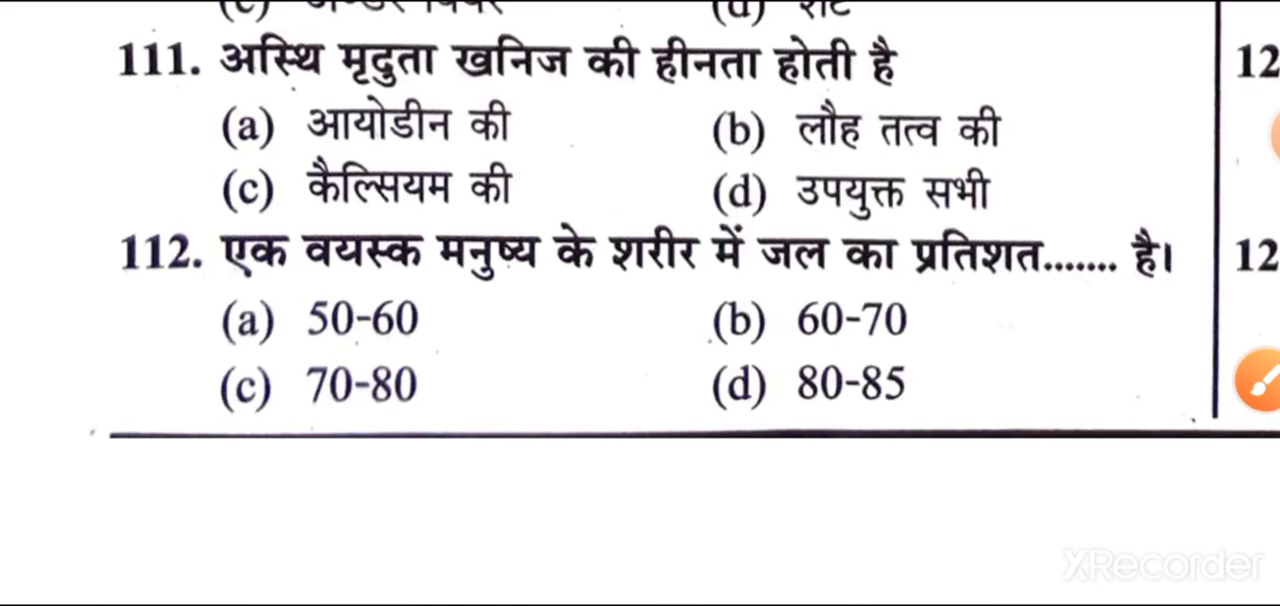 111. अस्थि मृदुता खनिज की हीनता होती है
(a) आयोडीन की (b) लौह तत्व की
(c) कैल्सियम की (d) उपयुक्त सभी
112. एक वयस्क मनुष्य के शरीर में जल का प्रतिशत....... है।
(a) 50-60 (b) 60-70
(c) 70-80 (d) 80-85
12
12
XRecorder